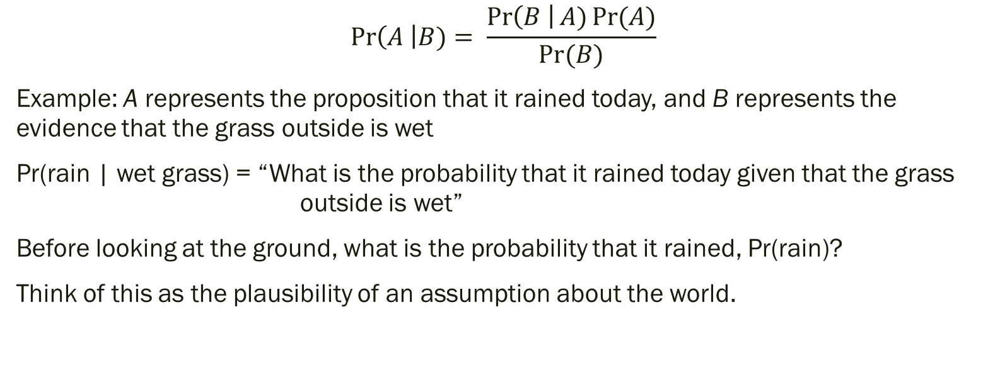 Pr(A |B) = Pr(B | A) Pr(A) / Pr(B)
Example: A represents the proposition that it rained today, and B represents the
evidence that the grass outside is wet
Pr(rain | wet grass) = “What is the probability that it rained today given that the grass
outside is wet”
Before looking at the ground, what is the probability that it rained, Pr(rain)?
Think of this as the plausibility of an assumption about the world.